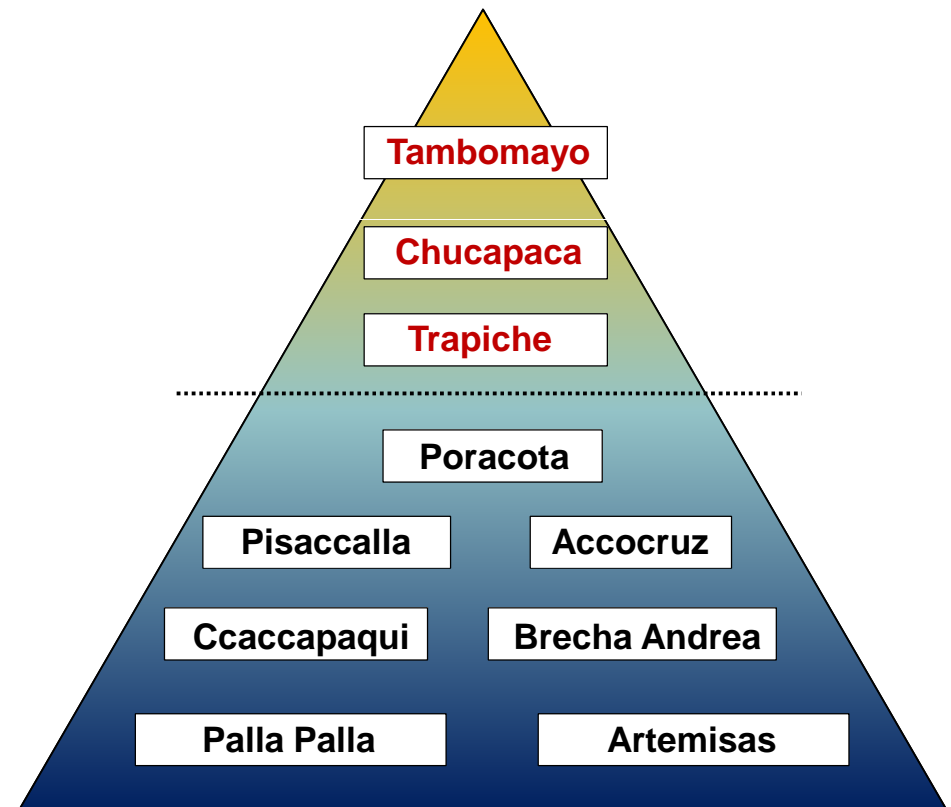 Tambomayo
Chucapaca
Trapiche
Poracota
Pisaccalla
Accocruz
Ccaccapaqui
Brecha Andrea
Palla Palla
Artemisas